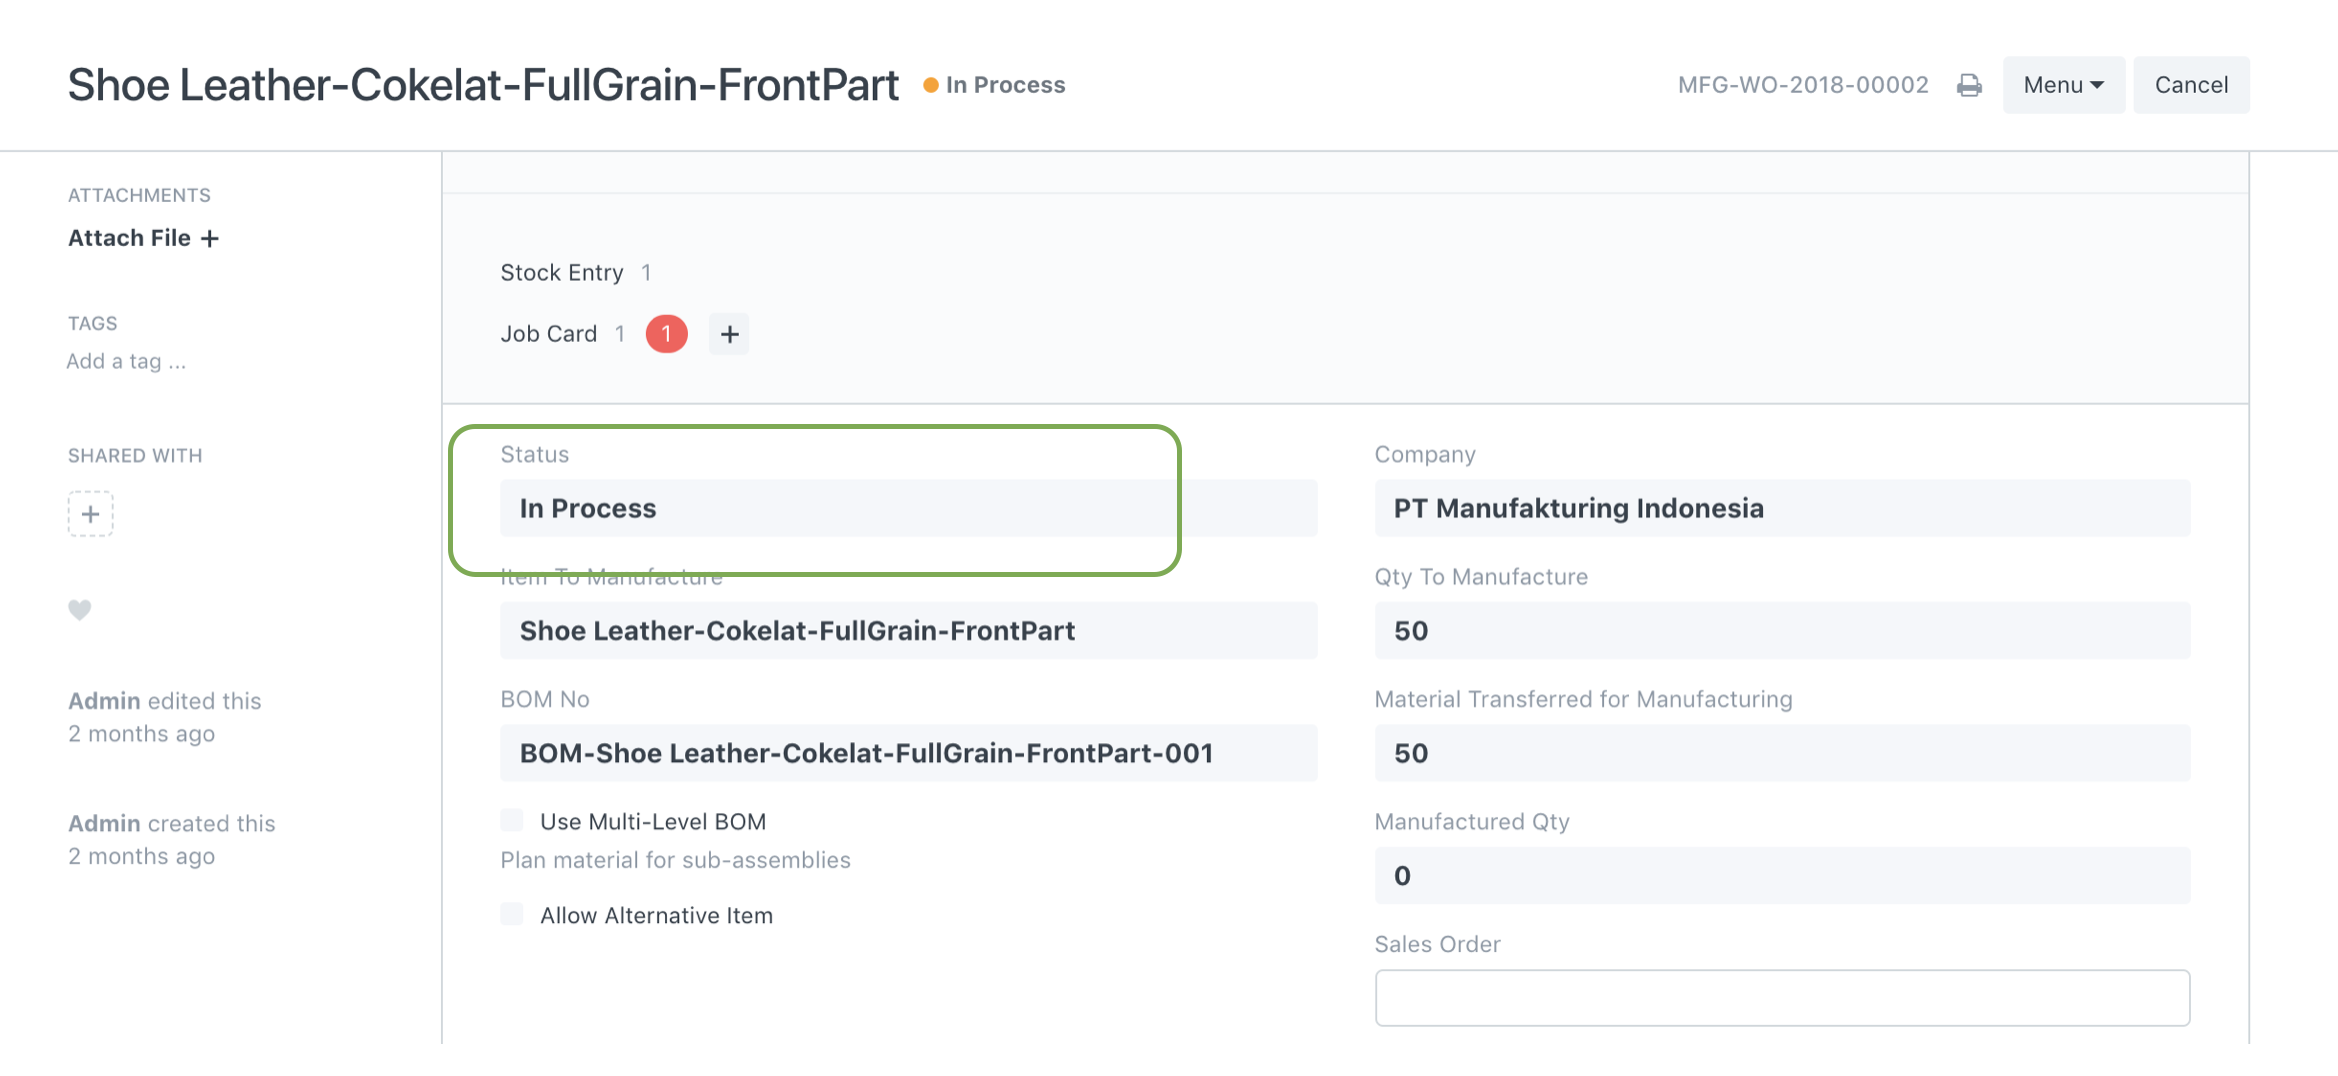 Shoe Leather-Cokelat-FullGrain-FrontPart In Process MFG-WO-2018-00002 Menu Cancel
ATTACHMENTS
Attach File +
TAGS
Add a tag ...
SHARED WITH
+
Admin edited this
2 months ago
Admin created this
2 months ago
Stock Entry 1
Job Card 1 1 +
Status
In Process
Item To Manufacture
Shoe Leather-Cokelat-FullGrain-FrontPart
BOM No
BOM-Shoe Leather-Cokelat-FullGrain-FrontPart-001
Use Multi-Level BOM
Plan material for sub-assemblies
Allow Alternative Item
Company
PT Manufakturing Indonesia
Qty To Manufacture
50
Material Transferred for Manufacturing
50
Manufactured Qty
0
Sales Order